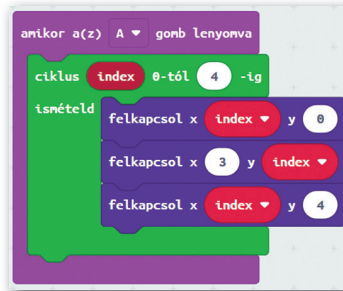 amikor a(z) A gomb lenyomva
ciklus index 0-tól 4 -ig
ismételd
felkapcsol x index y 0
felkapcsol x 3 y index
felkapcsol x index y 4